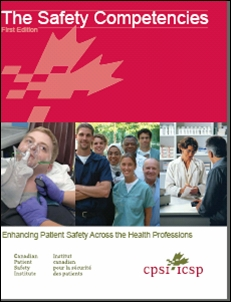 The Safety Competencies
First Edition
Enhancing Patient Safety Across the Health Professions
Canadian
Patient
Safety
Institute
Institut
canadien
pour la sécurité
des patients
cpsi icsp